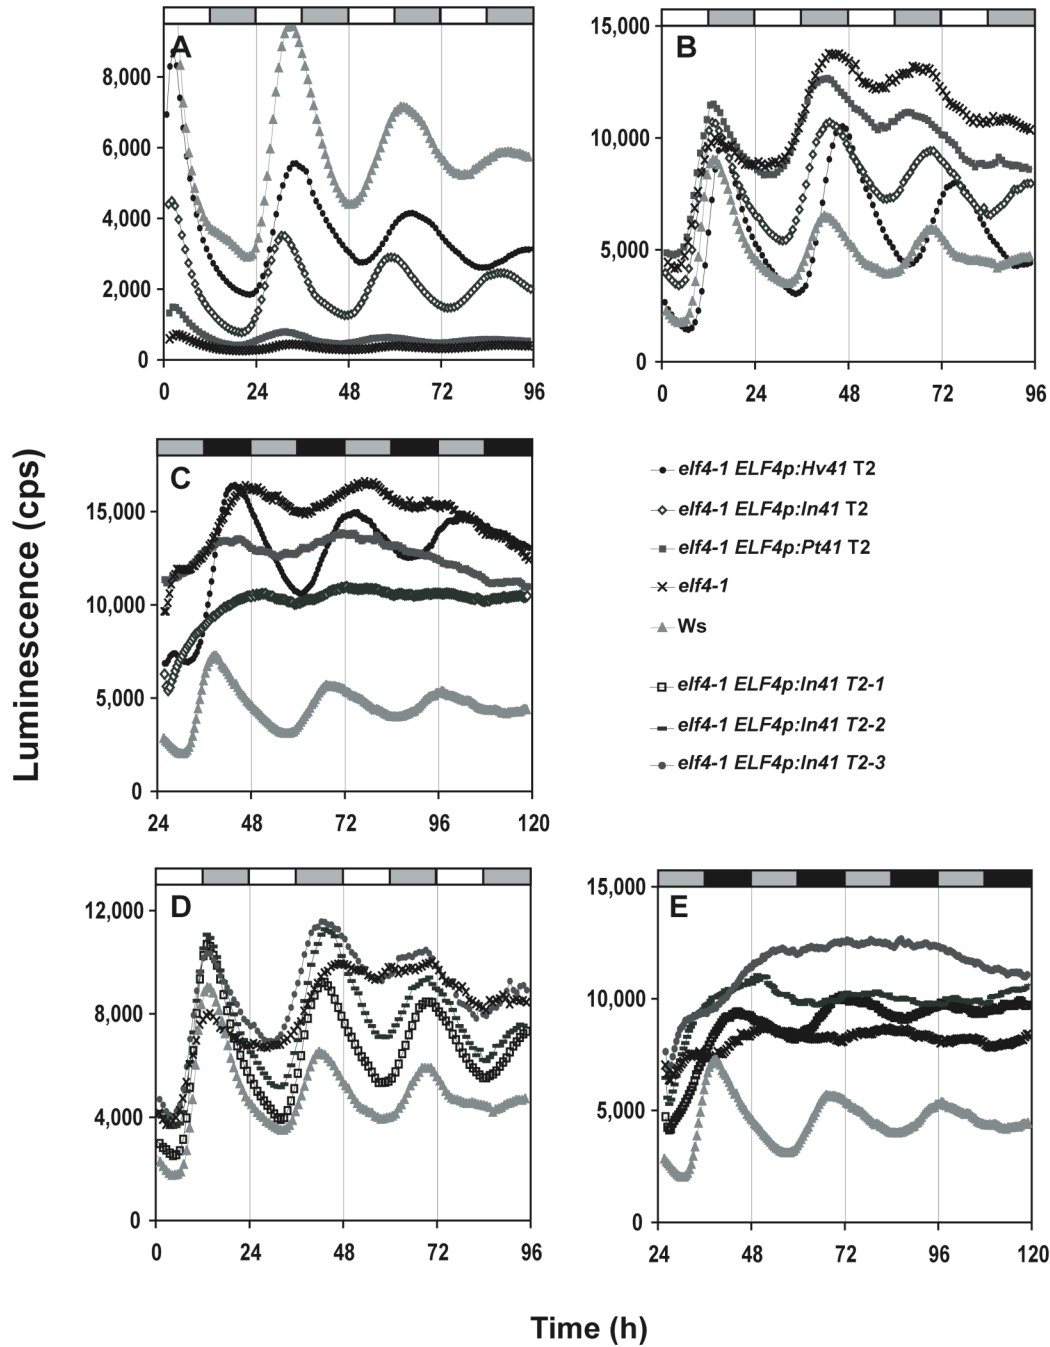 A
8,000
6,000
4,000
2,000
0
0 24 48 72 96
B
15,000
10,000
5,000
0
0 24 48 72 96
Luminescence (cps)
C
15,000
10,000
5,000
0
24 48 72 96 120
elf4-1 ELF4p:Hv41 T2
elf4-1 ELF4p:In41 T2
elf4-1 ELF4p:Pt41 T2
elf4-1
Ws
elf4-1 ELF4p:In41 T2-1
elf4-1 ELF4p:In41 T2-2
elf4-1 ELF4p:In41 T2-3
D
12,000
8,000
4,000
0
0 24 48 72 96
E
15,000
10,000
5,000
0
24 48 72 96 120
Time (h)